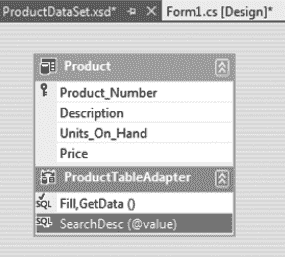 ProductDataSet.xsd* Form1.cs [Design]*
Product
Product_Number
Description
Units_On_Hand
Price
ProductTableAdapter
SQL Fill,GetData ()
SQL SearchDesc (@value)